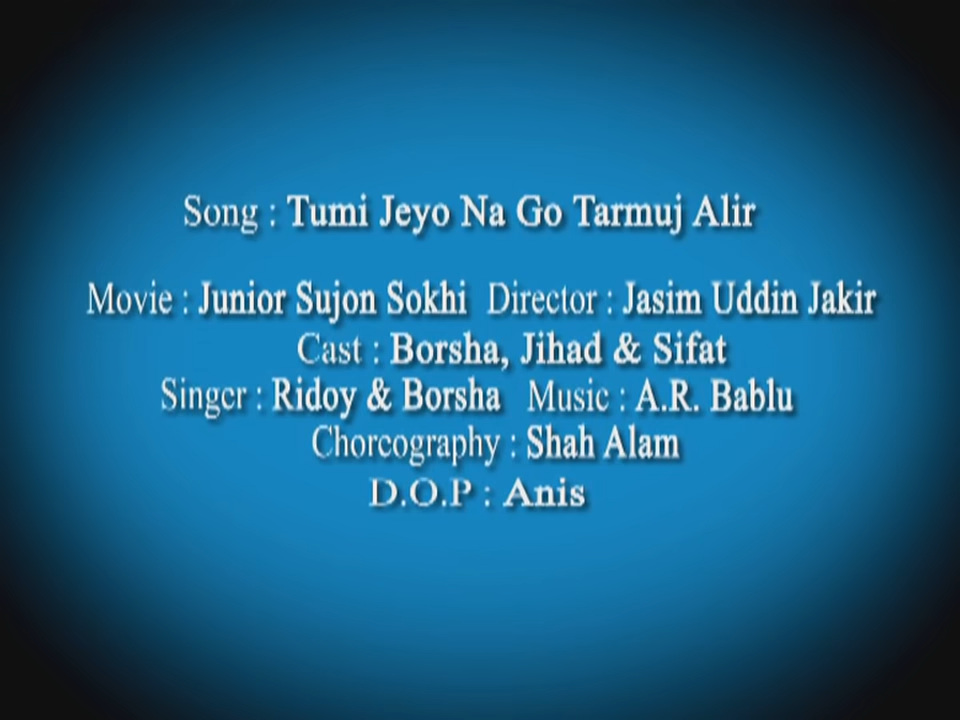 Song : Tumi Jeyo Na Go Tarmuj Alir
Movie : Junior Sujon Sokhi Director : Jasim Uddin Jakir
Cast : Borsha, Jihad & Sifat
Singer : Ridoy & Borsha Music : A.R. Bablu
Choreography : Shah Alam
D.O.P : Anis